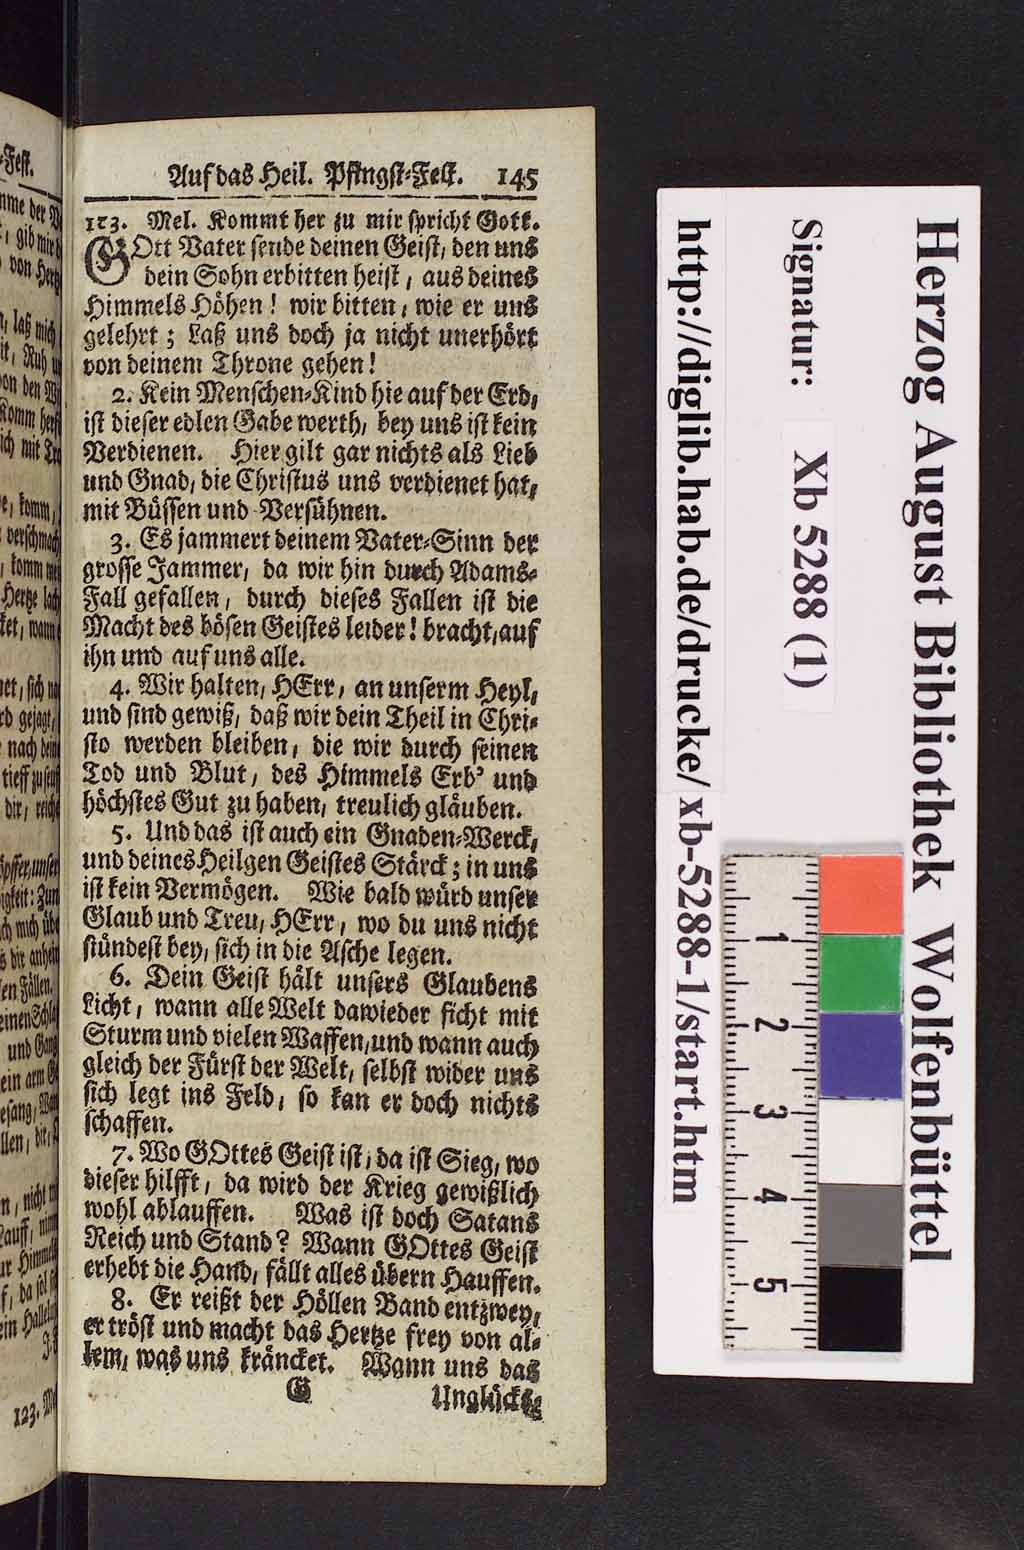 Auf das Heil. Pfingst-Fest. 145
123. Mel. Kommt her zu mir spricht Gott.
GOtt Vater sende deinen Geist, den uns
dein Sohn erbitten heist, aus deines
Himmels Höhen! wir bitten, wie er uns
gelehrt; Laß uns doch ja nicht unerhört
von deinem Throne gehen!
2. Kein Menschen-Kind hie auf der Erd,
ist dieser edlen Gabe werth, bey uns ist kein
Verdienen. Hier gilt gar nichts als Lieb
und Gnad, die Christus uns verdienet hat,
mit Büssen und Versühnen.
3. Es jammert deinem Vater-Sinn der
grosse Jammer, da wir hin durch Adams-
Fall gefallen, durch dieses Fallen ist die
Macht des bösen Geistes leider! bracht, auf
ihn und auf uns alle.
4. Wir halten, HErr, an unserm Heyl,
und sind gewiß, daß wir dein Theil in Chri-
sto werden bleiben, die wir durch seinen
Tod und Blut, des Himmels Erb' und
höchstes Gut zu haben, treulich gläuben.
5. Und das ist auch ein Gnaden-Werck,
und deines Heilgen Geistes Stärck; in uns
ist kein Vermögen. Wie bald würd unser
Glaub und Treu, HErr, wo du uns nicht
stündest bey, sich in die Asche legen.
6. Dein Geist hält unsers Glaubens
Licht, wann alle Welt dawieder ficht mit
Sturm und vielen Waffen, und wann auch
gleich der Fürst der Welt, selbst wider uns
sich legt ins Feld, so kan er doch nichts
schaffen.
7. Wo GOttes Geist ist, da ist Sieg, wo
dieser hilfft, da wird der Krieg gewißlich
wohl ablauffen. Was ist doch Satans
Reich und Stand? Wann GOttes Geist
erhebt die Hand, fällt alles übern Hauffen.
8. Er reißt der Höllen Band entzwey,
er tröst und macht das Hertze frey von al-
lem, was uns kräncket. Wann uns das
G Unglücks-
Herzog August Bibliothek Wolfenbüttel
Signatur: Xb 5288 (1)
http://diglib.hab.de/drucke/xb-5288-1/start.htm
1
2
3
4
5